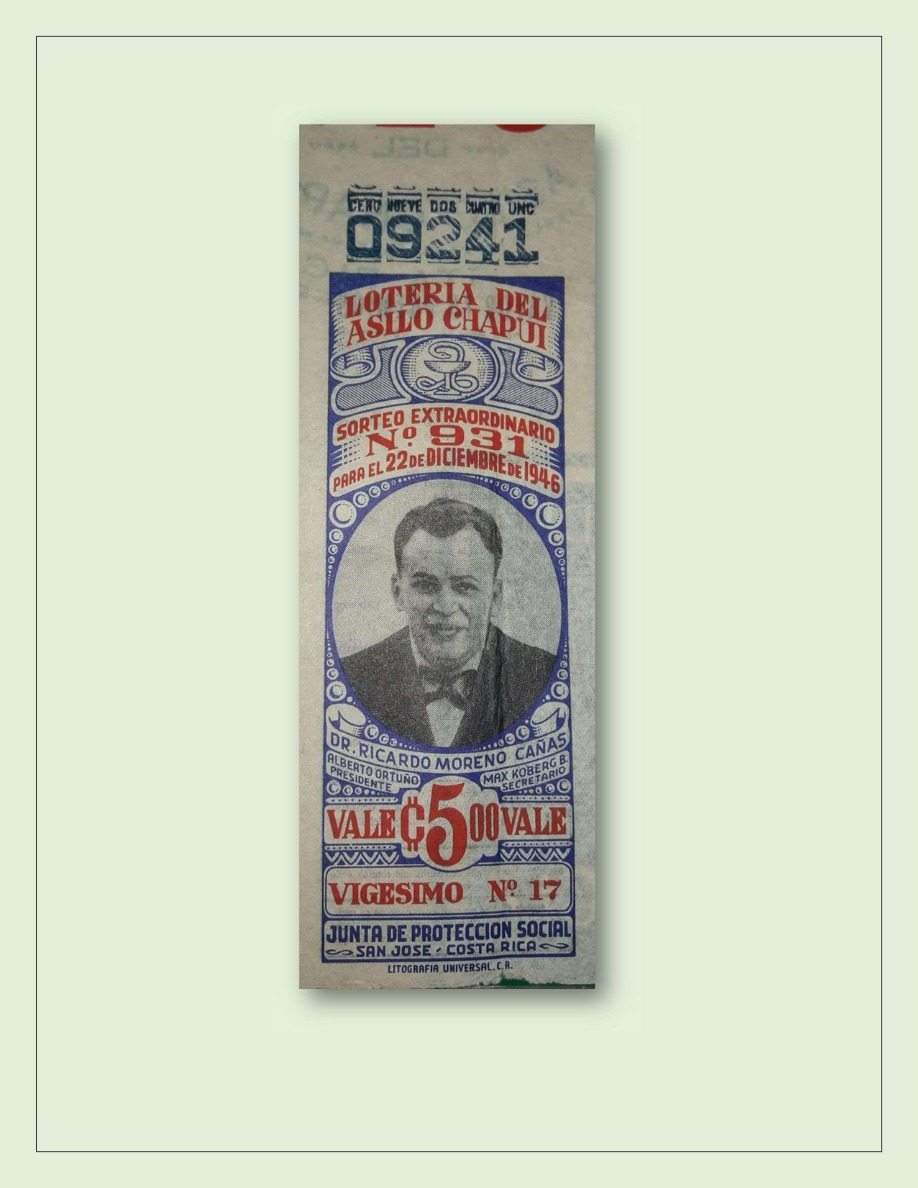 DEL
CERO NUEVE DOS CUATRO UNO
09241
LOTERIA DEL
ASILO CHAPUI
SORTEO EXTRAORDINARIO
Nº 931
PARA EL 22 DE DICIEMBRE DE 1946
DR. RICARDO MORENO CAÑAS
ALBERTO ORTUÑO
PRESIDENTE
MAX KOBERG B.
SECRETARIO
VALE ₡500 VALE
VIGESIMO Nº 17
JUNTA DE PROTECCION SOCIAL
SAN JOSE - COSTA RICA
LITOGRAFIA UNIVERSAL.C.R.